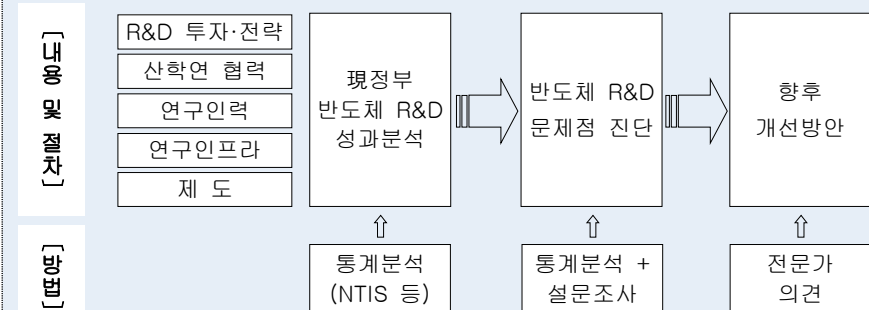 [내용 및 절차]
R&D 투자·전략
산학연 협력
연구인력
연구인프라
제 도
現정부
반도체 R&D
성과분석
반도체 R&D
문제점 진단
향후
개선방안
[방법]
통계분석
(NTIS 등)
통계분석 +
설문조사
전문가
의견